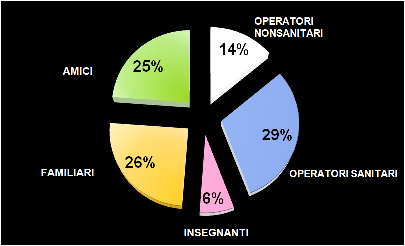 OPERATORI
NONSANITARI
14%
25%
AMICI
29%
26%
FAMILIARI
OPERATORI SANITARI
6%
INSEGNANTI